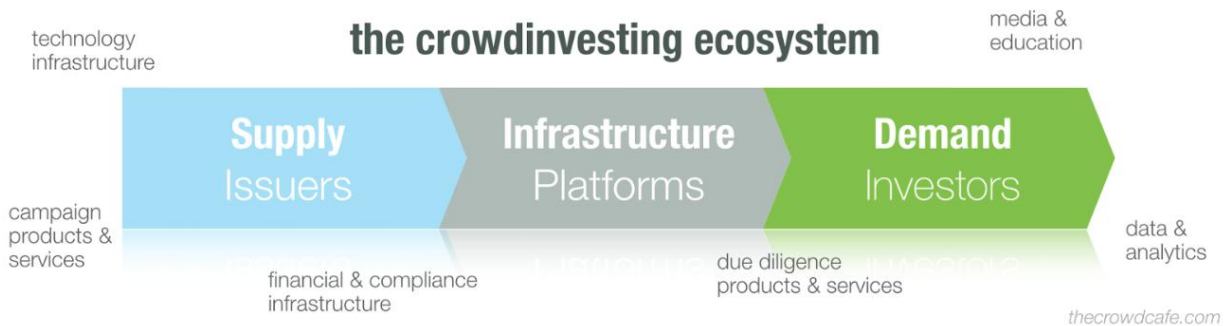 the crowdinvesting ecosystem
technology
infrastructure
media &
education
Supply
Issuers
Infrastructure
Platforms
Demand
Investors
campaign
products &
services
financial & compliance
infrastructure
due diligence
products & services
data &
analytics
thecrowdcafe.com